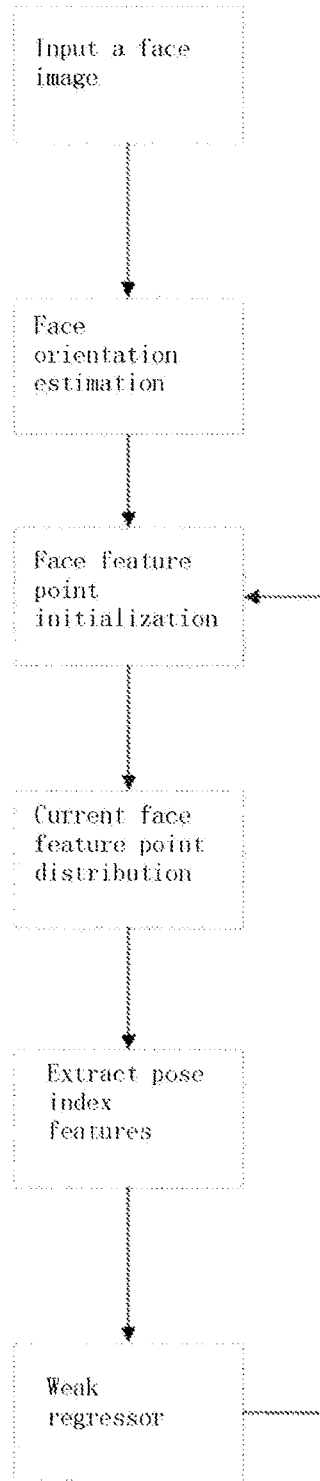 Input a face
image
Face
orientation
estimation
Face feature
point
initialization
Current face
feature point
distribution
Extract pose
index
features
Weak
regressor